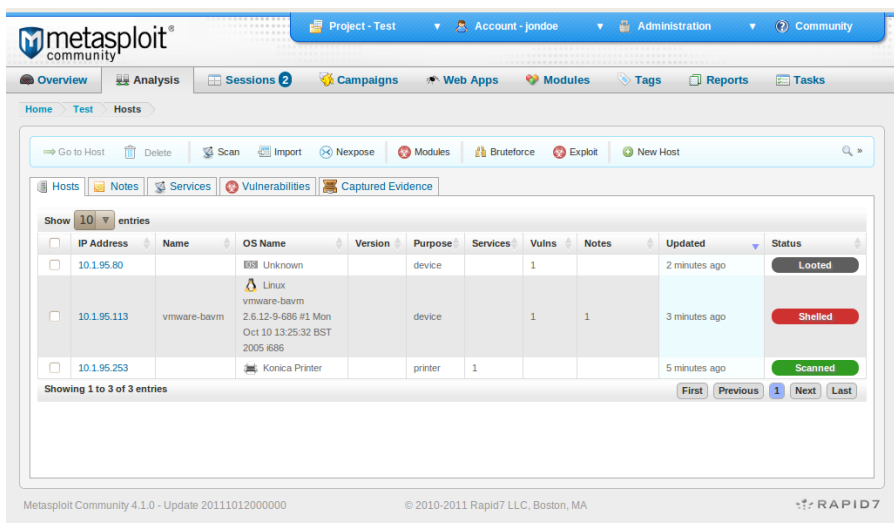 Project - Test Account - jondoe Administration Community
metasploit®
community
Overview Analysis Sessions 2 Campaigns Web Apps Modules Tags Reports Tasks
Home Test Hosts
Go to Host Delete Scan Import Nexpose Modules Bruteforce Exploit New Host
Hosts Notes Services Vulnerabilities Captured Evidence
Show 10 entries
IP Address Name OS Name Version Purpose Services Vulns Notes Updated Status
10.1.95.80 OS Unknown device 1 2 minutes ago Looted
10.1.95.113 vmware-bavm Linux
vmware-bavm
2.6.12-9-686 #1 Mon
Oct 10 13:25:32 BST
2005 i686 device 1 1 3 minutes ago Shelled
10.1.95.253 Konica Printer printer 1 5 minutes ago Scanned
Showing 1 to 3 of 3 entries First Previous 1 Next Last
Metasploit Community 4.1.0 - Update 20111012000000 © 2010-2011 Rapid7 LLC, Boston, MA RAPID7